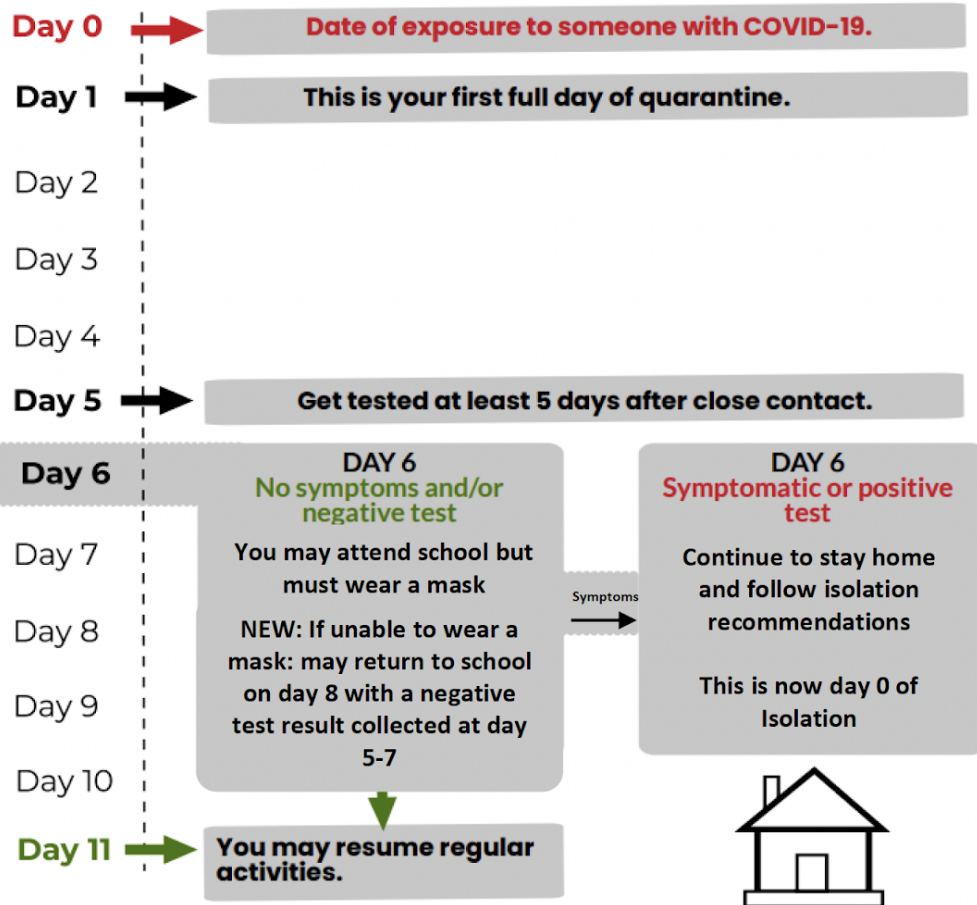 Day 0
Date of exposure to someone with COVID-19.
Day 1
This is your first full day of quarantine.
Day 2
Day 3
Day 4
Day 5
Get tested at least 5 days after close contact.
Day 6
DAY 6
No symptoms and/or
negative test
You may attend school but
must wear a mask
NEW: If unable to wear a
mask: may return to school
on day 8 with a negative
test result collected at day
5-7
Symptoms
DAY 6
Symptomatic or positive
test
Continue to stay home
and follow isolation
recommendations
This is now day 0 of
Isolation
Day 7
Day 8
Day 9
Day 10
Day 11
You may resume regular
activities.